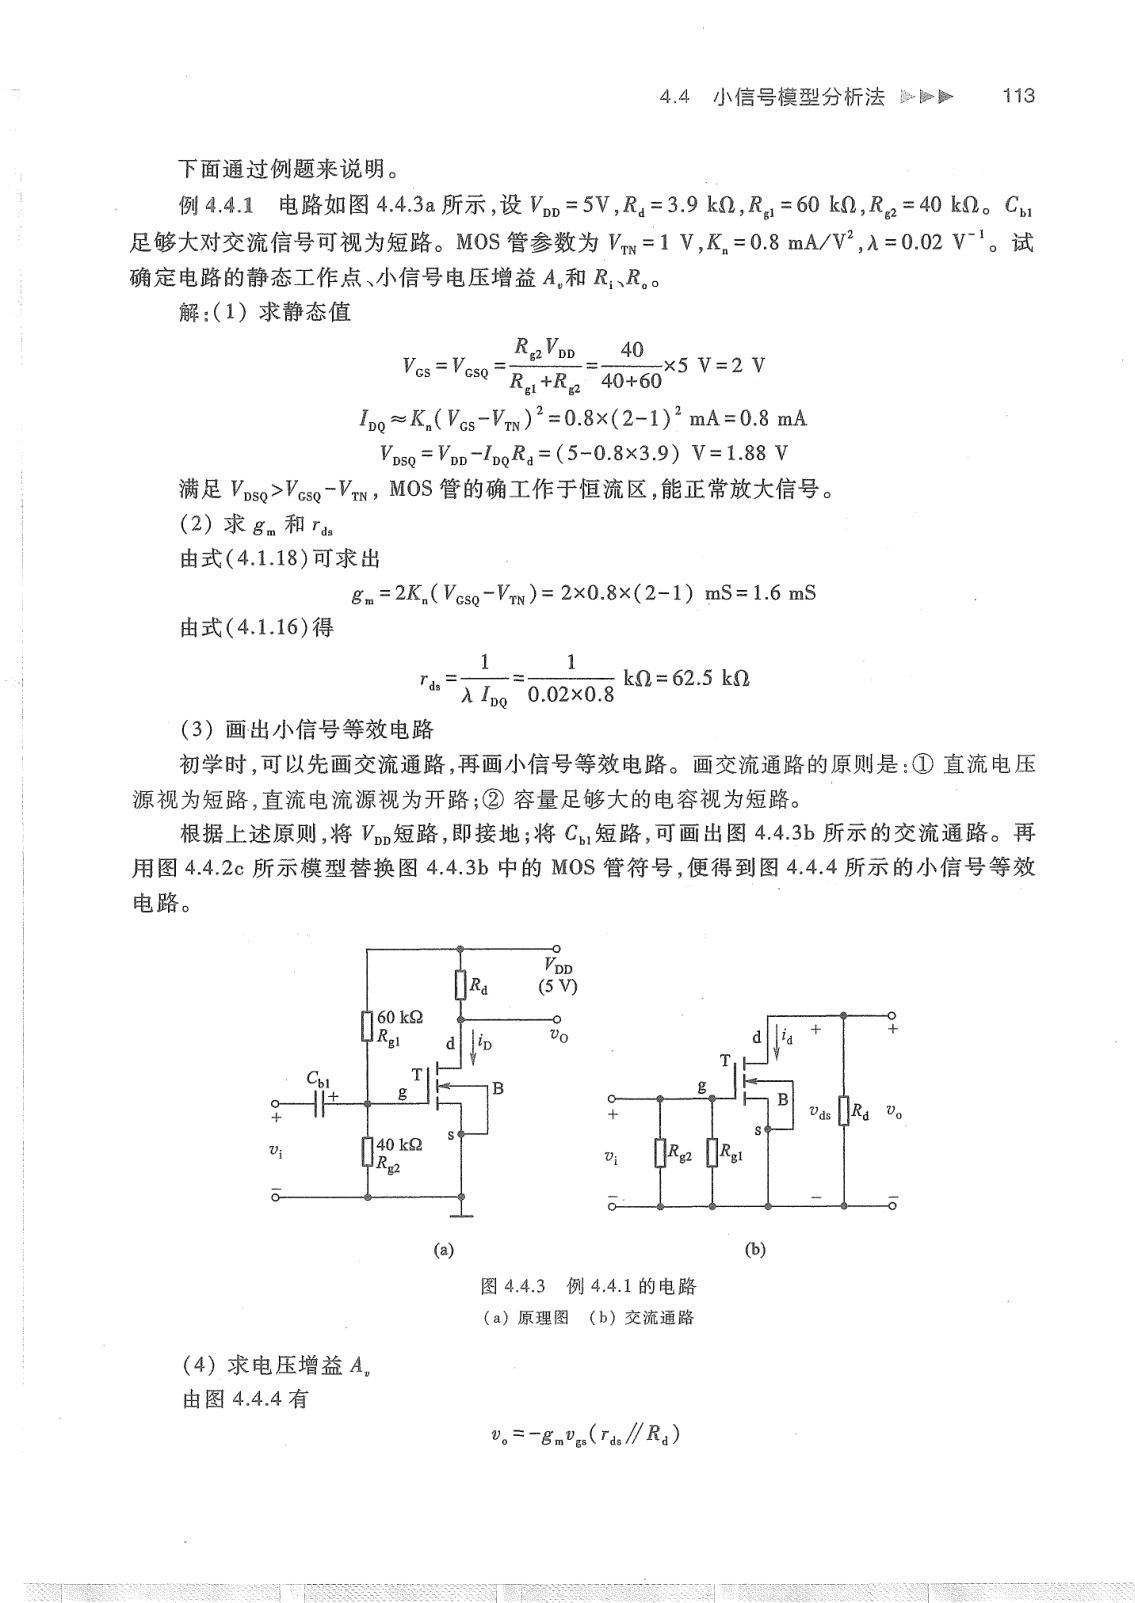 4.4 小信号模型分析法 113
下面通过例题来说明。
例 4.4.1 电路如图 4.4.3a 所示,设 V_DD=5V,R_d=3.9 kΩ,R_g1=60 kΩ,R_g2=40 kΩ。C_b1
足够大对交流信号可视为短路。MOS 管参数为 V_TN=1 V,K_n=0.8 mA/V²,λ=0.02 V⁻¹。试
确定电路的静态工作点、小信号电压增益 A_v和 R_i、R_o。
解:(1) 求静态值
V_GS=V_GSQ=R_g2V_DD/(R_g1+R_g2)=40/(40+60)×5 V=2 V
I_DQ≈K_n(V_GS-V_TN)²=0.8×(2-1)² mA=0.8 mA
V_DSQ=V_DD-I_DQR_d=(5-0.8×3.9) V=1.88 V
满足 V_DSQ>V_GSQ-V_TN,MOS 管的确工作于恒流区,能正常放大信号。
(2) 求 g_m 和 r_ds
由式(4.1.18)可求出
g_m=2K_n(V_GSQ-V_TN)=2×0.8×(2-1) mS=1.6 mS
由式(4.1.16)得
r_ds=1/(λ I_DQ)=1/(0.02×0.8) kΩ=62.5 kΩ
(3) 画出小信号等效电路
初学时,可以先画交流通路,再画小信号等效电路。画交流通路的原则是:① 直流电压
源视为短路,直流电流源视为开路;② 容量足够大的电容视为短路。
根据上述原则,将 V_DD短路,即接地;将 C_b1短路,可画出图 4.4.3b 所示的交流通路。再
用图 4.4.2c 所示模型替换图 4.4.3b 中的 MOS 管符号,便得到图 4.4.4 所示的小信号等效
电路。
V_DD
(5 V)
R_d
60 kΩ
R_g1
v_O
d
i_D
T
g
B
s
C_b1
+
+
v_i
−
40 kΩ
R_g2
(a)
d
i_d
+
+
T
g
B
s
+
v_i
−
R_g2
R_g1
v_ds
R_d
v_o
−
−
(b)
图 4.4.3 例 4.4.1 的电路
(a) 原理图 (b) 交流通路
(4) 求电压增益 A_v
由图 4.4.4 有
v_o=-g_mv_gs(r_ds∥R_d)